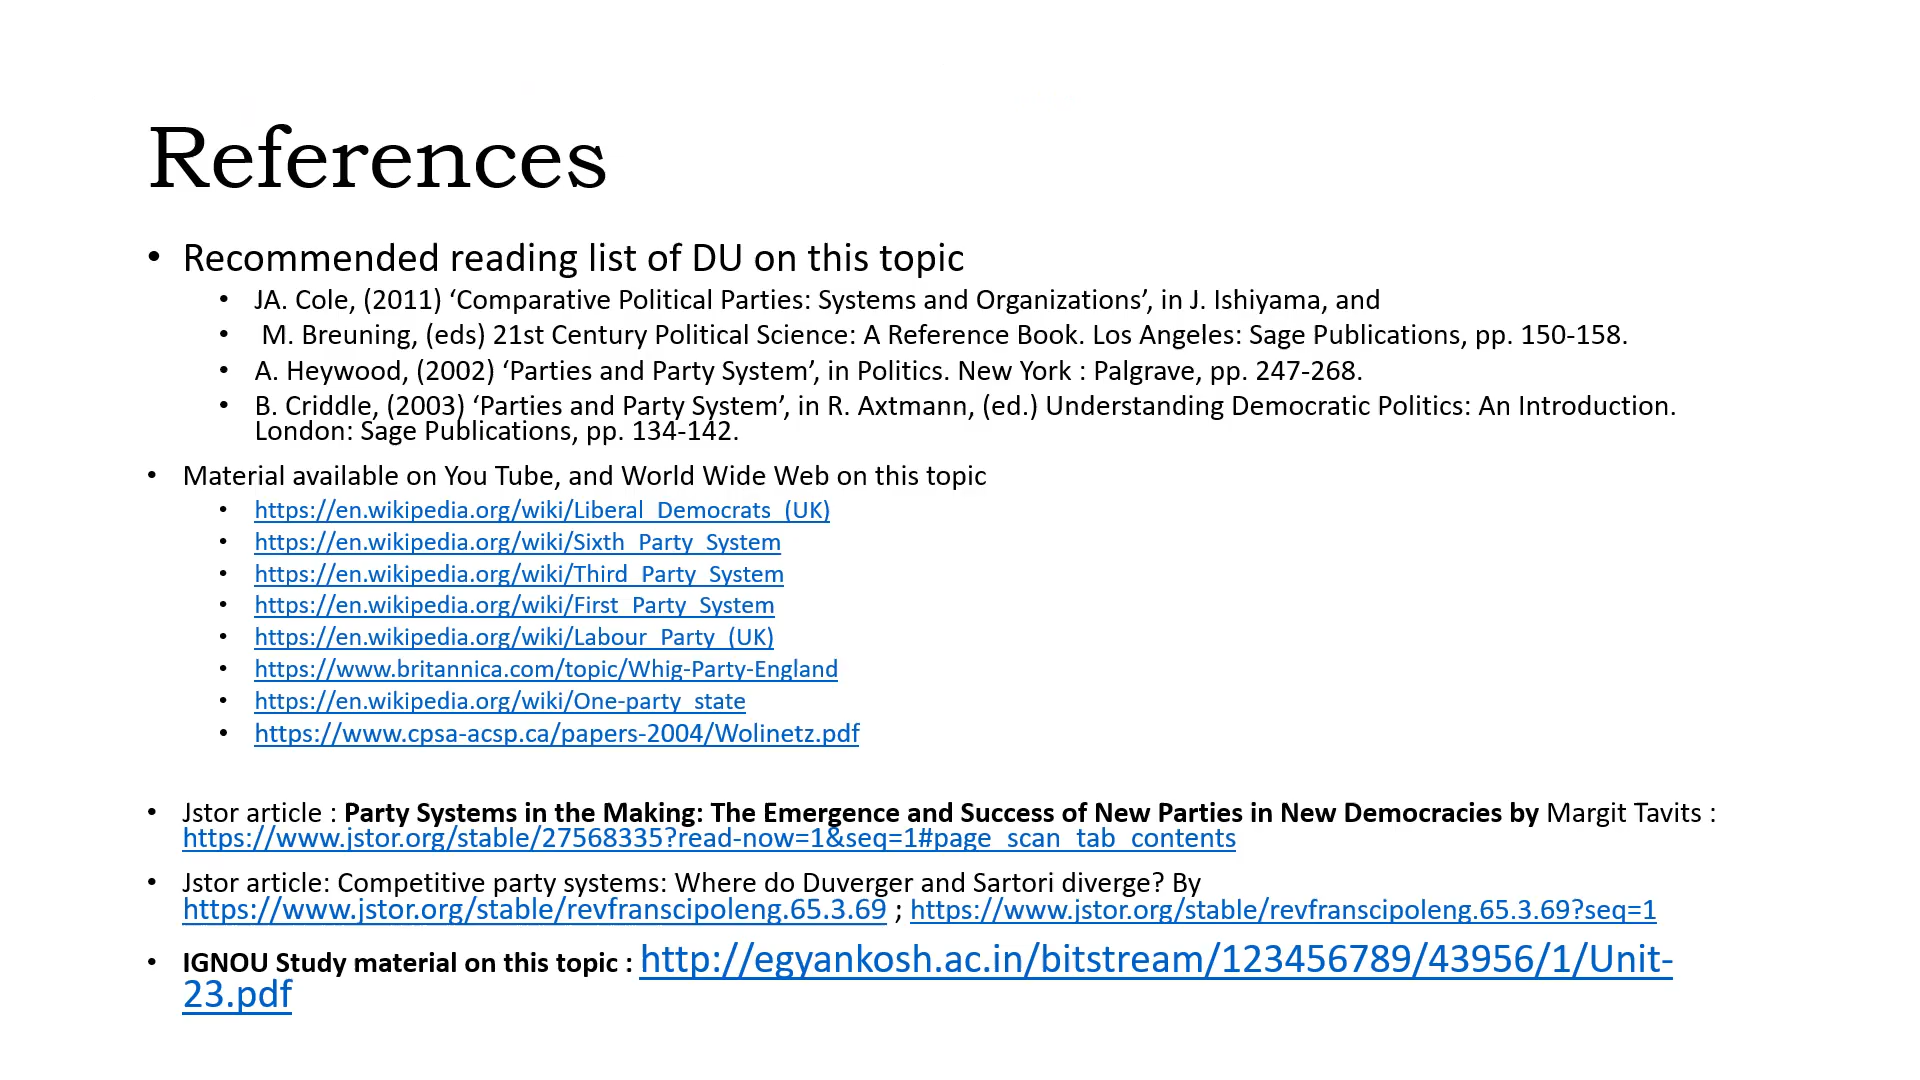 References
• Recommended reading list of DU on this topic
• JA. Cole, (2011) ‘Comparative Political Parties: Systems and Organizations’, in J. Ishiyama, and
• M. Breuning, (eds) 21st Century Political Science: A Reference Book. Los Angeles: Sage Publications, pp. 150-158.
• A. Heywood, (2002) ‘Parties and Party System’, in Politics. New York : Palgrave, pp. 247-268.
• B. Criddle, (2003) ‘Parties and Party System’, in R. Axtmann, (ed.) Understanding Democratic Politics: An Introduction.
London: Sage Publications, pp. 134-142.
• Material available on You Tube, and World Wide Web on this topic
• https://en.wikipedia.org/wiki/Liberal_Democrats_(UK)
• https://en.wikipedia.org/wiki/Sixth_Party_System
• https://en.wikipedia.org/wiki/Third_Party_System
• https://en.wikipedia.org/wiki/First_Party_System
• https://en.wikipedia.org/wiki/Labour_Party_(UK)
• https://www.britannica.com/topic/Whig-Party-England
• https://en.wikipedia.org/wiki/One-party_state
• https://www.cpsa-acsp.ca/papers-2004/Wolinetz.pdf
• Jstor article : Party Systems in the Making: The Emergence and Success of New Parties in New Democracies by Margit Tavits :
https://www.jstor.org/stable/27568335?read-now=1&seq=1#page_scan_tab_contents
• Jstor article: Competitive party systems: Where do Duverger and Sartori diverge? By
https://www.jstor.org/stable/revfranscipoleng.65.3.69 ; https://www.jstor.org/stable/revfranscipoleng.65.3.69?seq=1
• IGNOU Study material on this topic : http://egyankosh.ac.in/bitstream/123456789/43956/1/Unit-
23.pdf